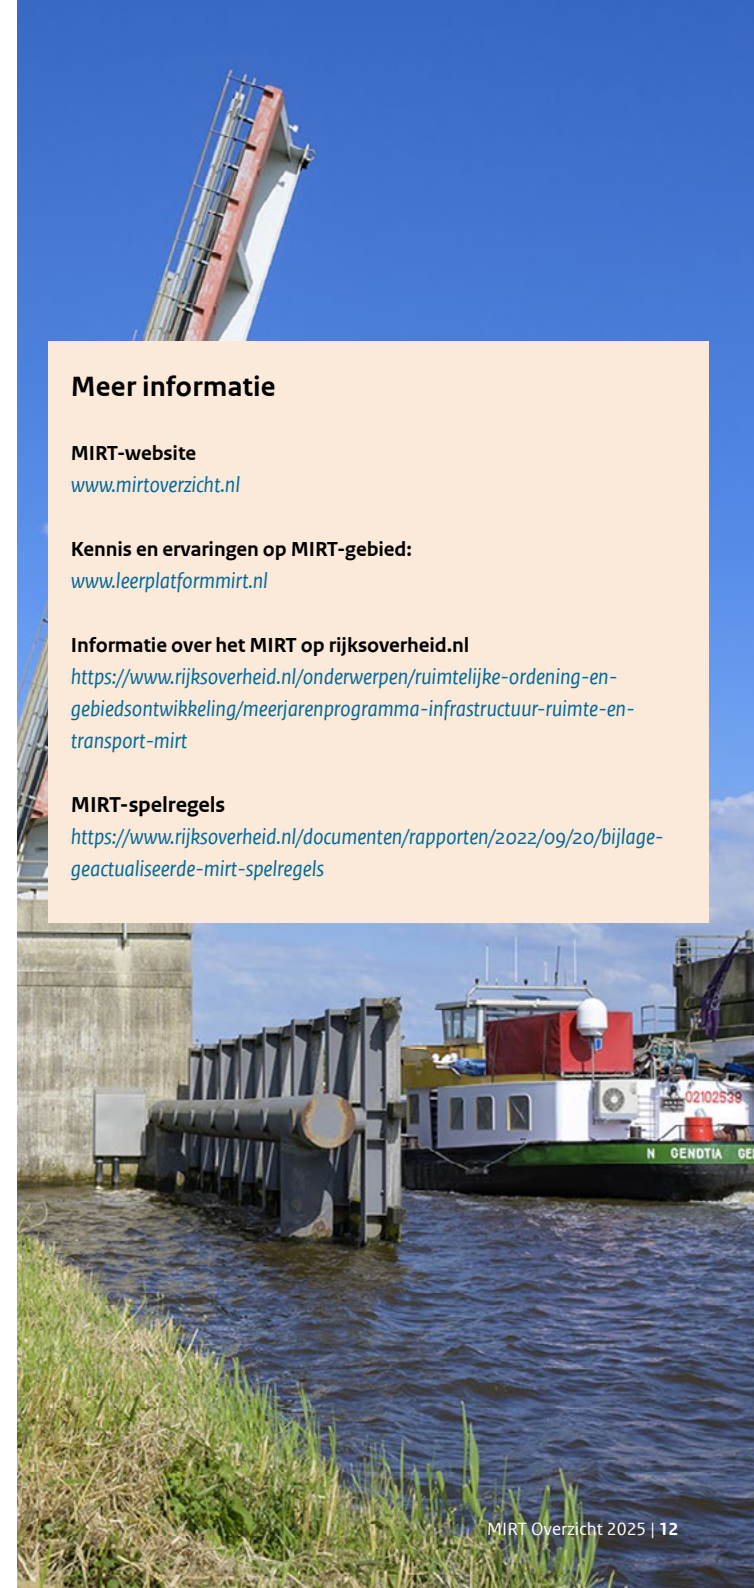 Meer informatie
MIRT-website
www.mirtoverzicht.nl
Kennis en ervaringen op MIRT-gebied:
www.leerplatformmirt.nl
Informatie over het MIRT op rijksoverheid.nl
https://www.rijksoverheid.nl/onderwerpen/ruimtelijke-ordening-en-
gebiedsontwikkeling/meerjarenprogramma-infrastructuur-ruimte-en-
transport-mirt
MIRT-spelregels
https://www.rijksoverheid.nl/documenten/rapporten/2022/09/20/bijlage-
geactualiseerde-mirt-spelregels
02102539
N GENDTIA
MIRT Overzicht 2025 | 12